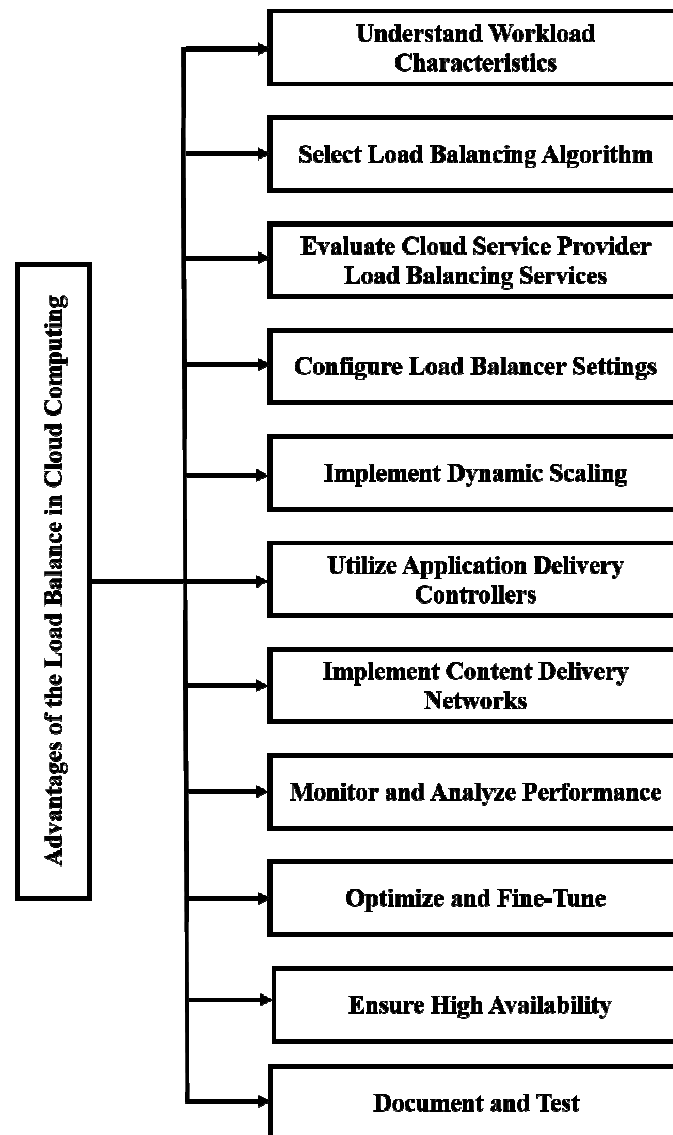 Advantages of the Load Balance in Cloud Computing
Understand Workload
Characteristics
Select Load Balancing Algorithm
Evaluate Cloud Service Provider
Load Balancing Services
Configure Load Balancer Settings
Implement Dynamic Scaling
Utilize Application Delivery
Controllers
Implement Content Delivery
Networks
Monitor and Analyze Performance
Optimize and Fine-Tune
Ensure High Availability
Document and Test